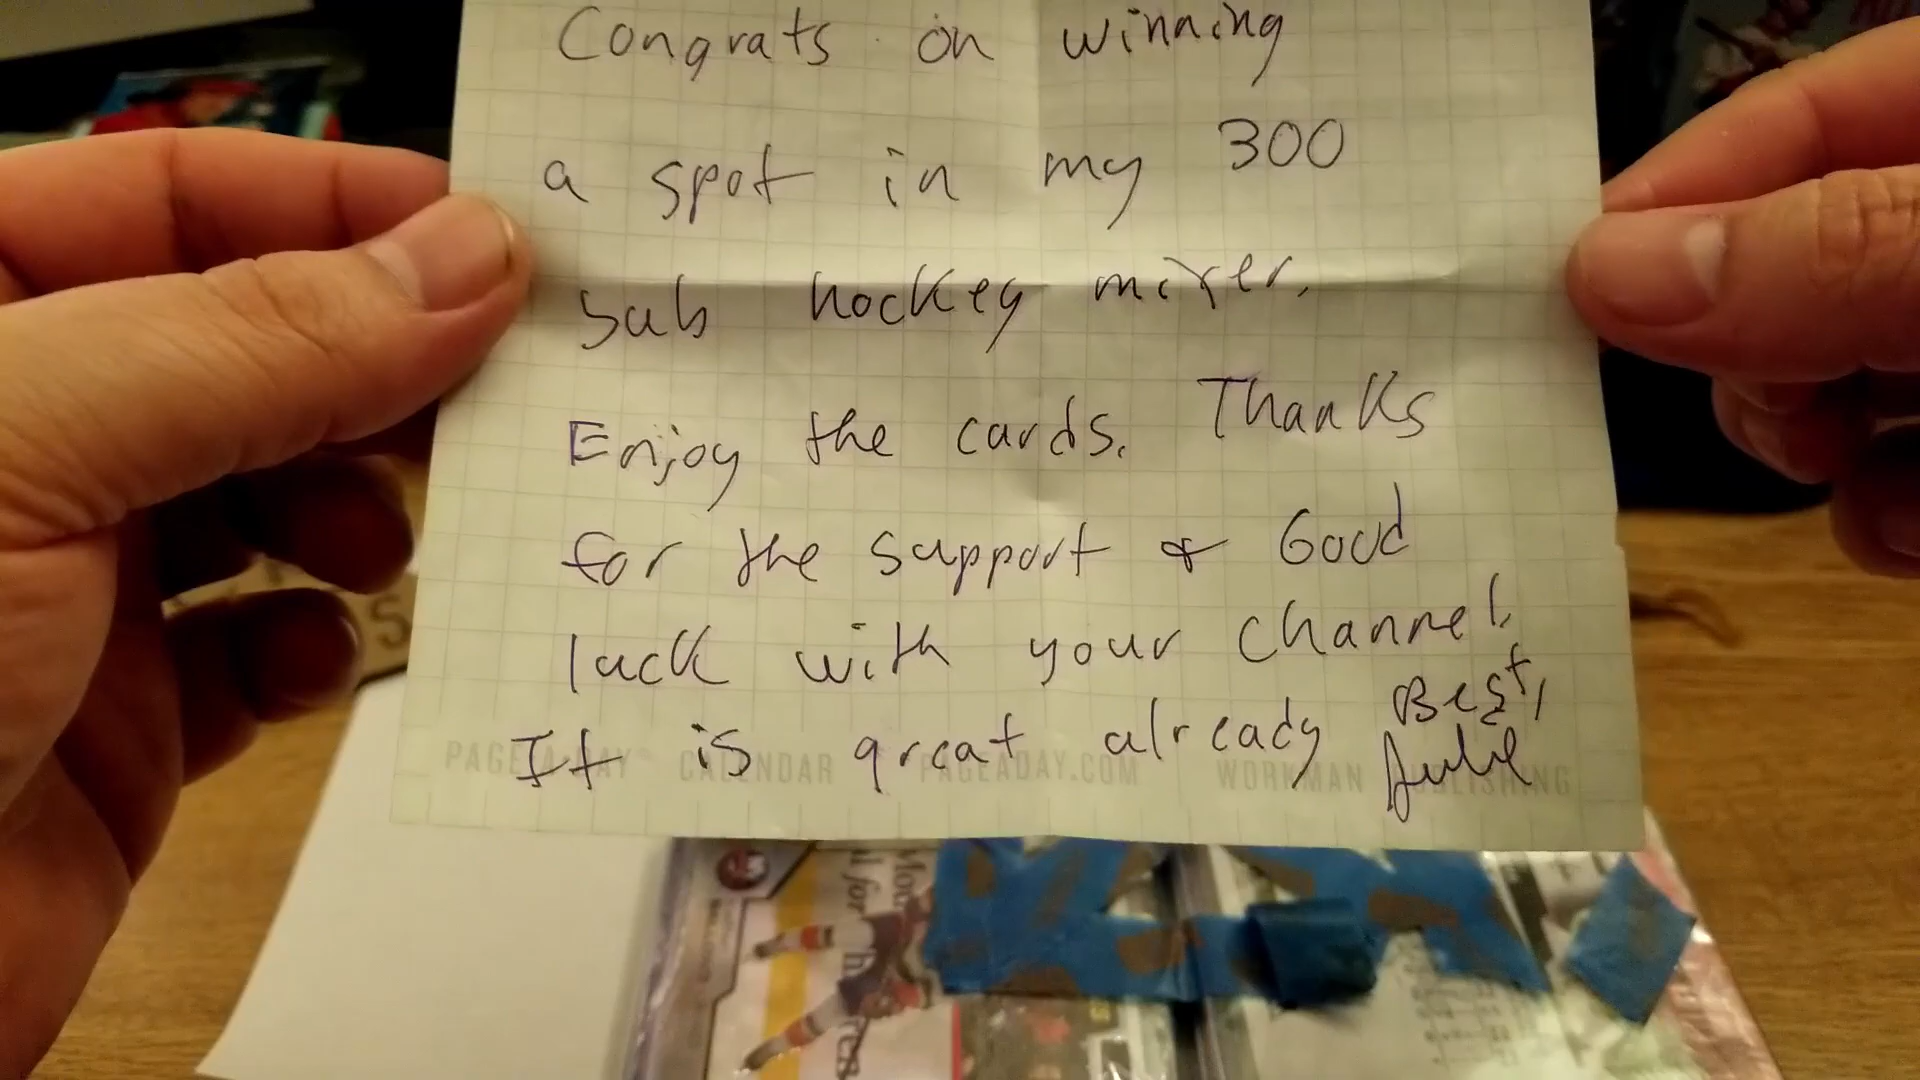 Congrats on winning
a spot in my 300
sub hockey mixer.
Enjoy the cards. Thanks
for the support & Good
luck with your channel.
It is great already
Best,
PAGE-A-DAY® CALENDAR PAGEADAY.COM WORKMAN PUBLISHING